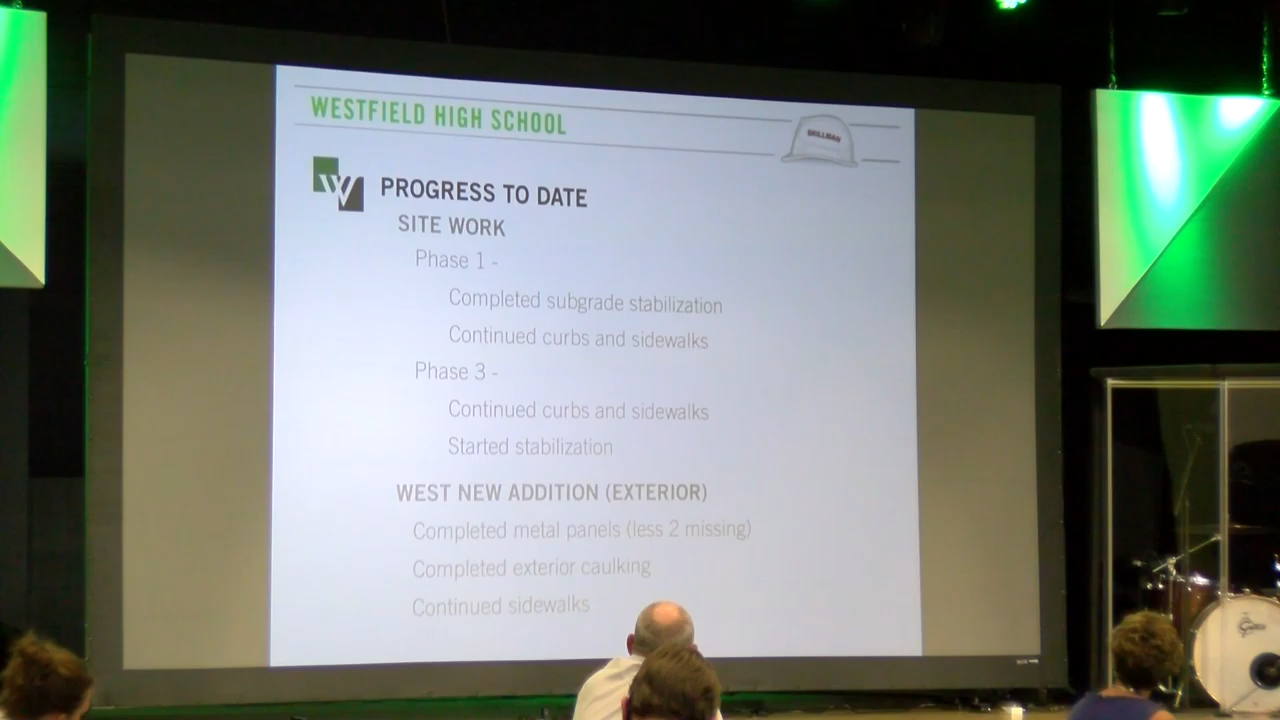 WESTFIELD HIGH SCHOOL
SKILLMAN
W
PROGRESS TO DATE
SITE WORK
Phase 1 -
Completed subgrade stabilization
Continued curbs and sidewalks
Phase 3 -
Continued curbs and sidewalks
Started stabilization
WEST NEW ADDITION (EXTERIOR)
Completed metal panels (less 2 missing)
Completed exterior caulking
Continued sidewalks
Gretsch